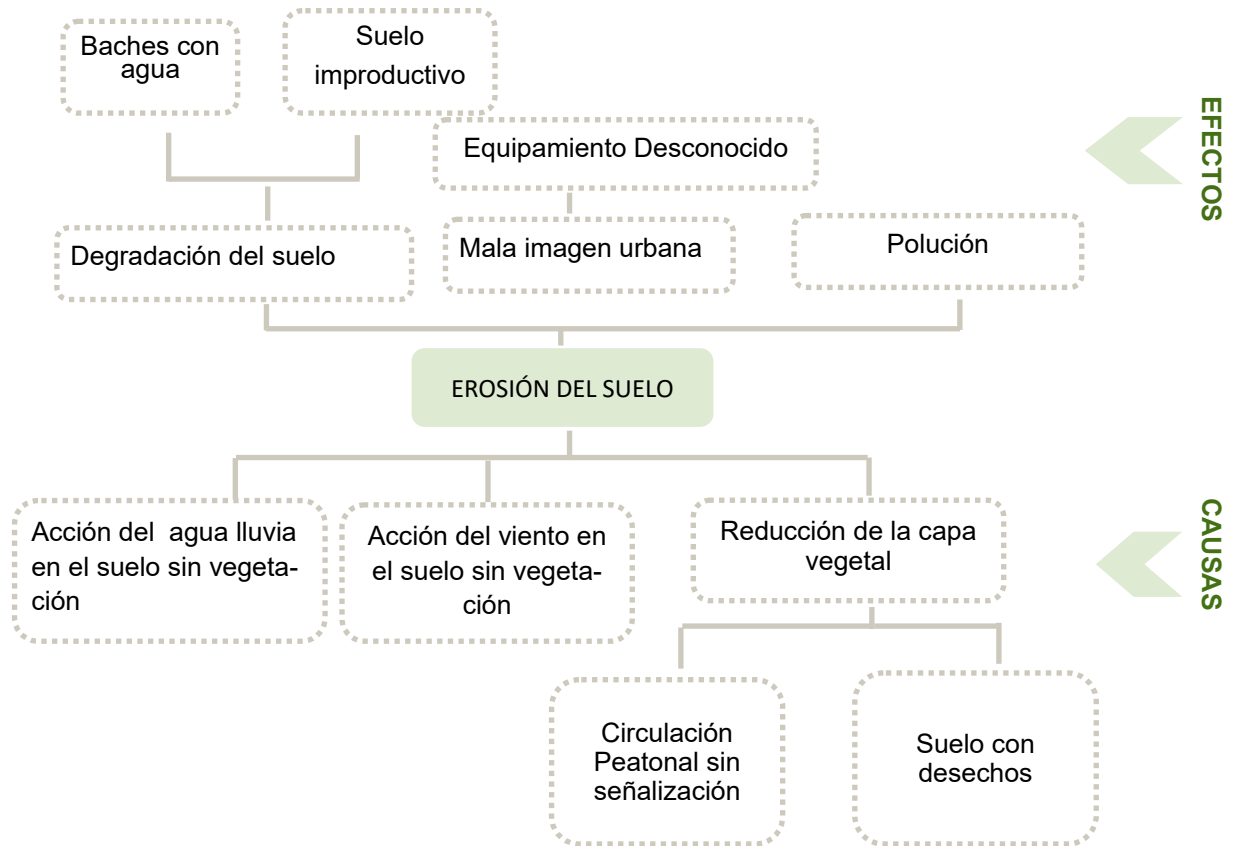 Baches con
agua
Suelo
improductivo
Equipamiento Desconocido
EFECTOS
Degradación del suelo
Mala imagen urbana
Polución
EROSIÓN DEL SUELO
Acción del agua lluvia
en el suelo sin vegeta-
ción
Acción del viento en
el suelo sin vegeta-
ción
Reducción de la capa
vegetal
CAUSAS
Circulación
Peatonal sin
señalización
Suelo con
desechos